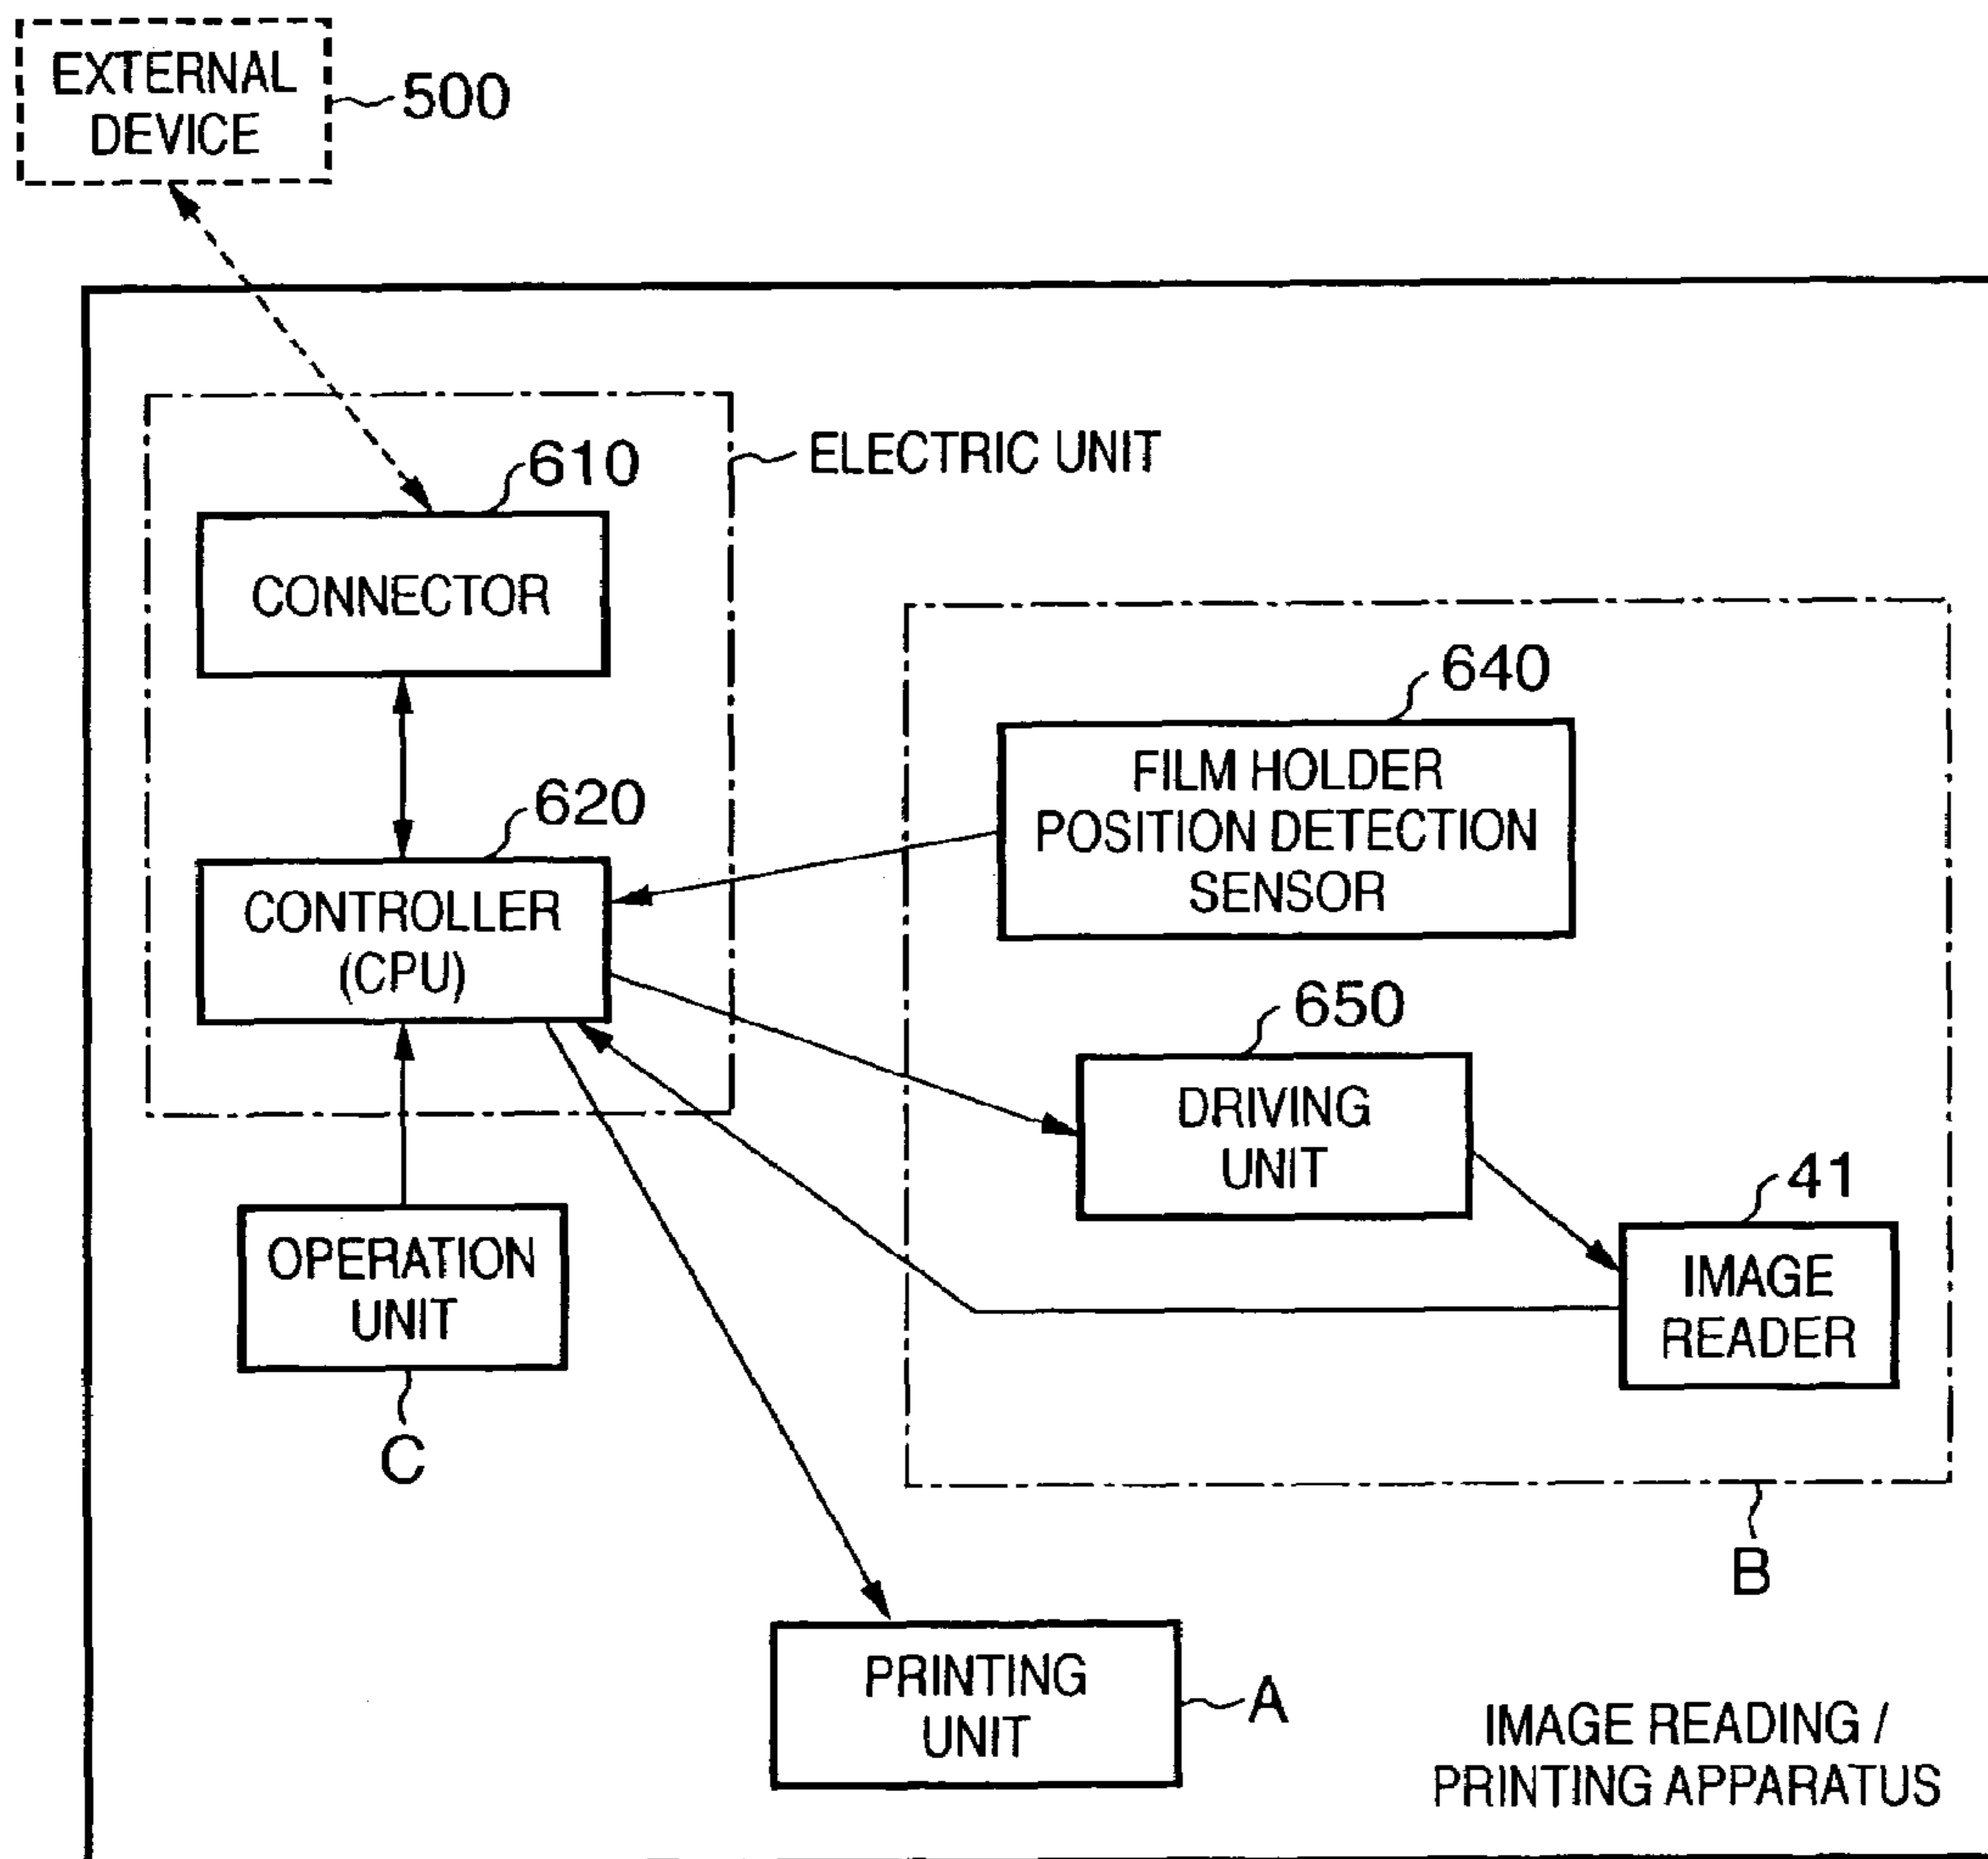 EXTERNAL
DEVICE
500
ELECTRIC UNIT
610
CONNECTOR
640
FILM HOLDER
POSITION DETECTION
SENSOR
620
CONTROLLER
(CPU)
650
DRIVING
UNIT
41
IMAGE
READER
OPERATION
UNIT
C
B
PRINTING
UNIT
A
IMAGE READING /
PRINTING APPARATUS